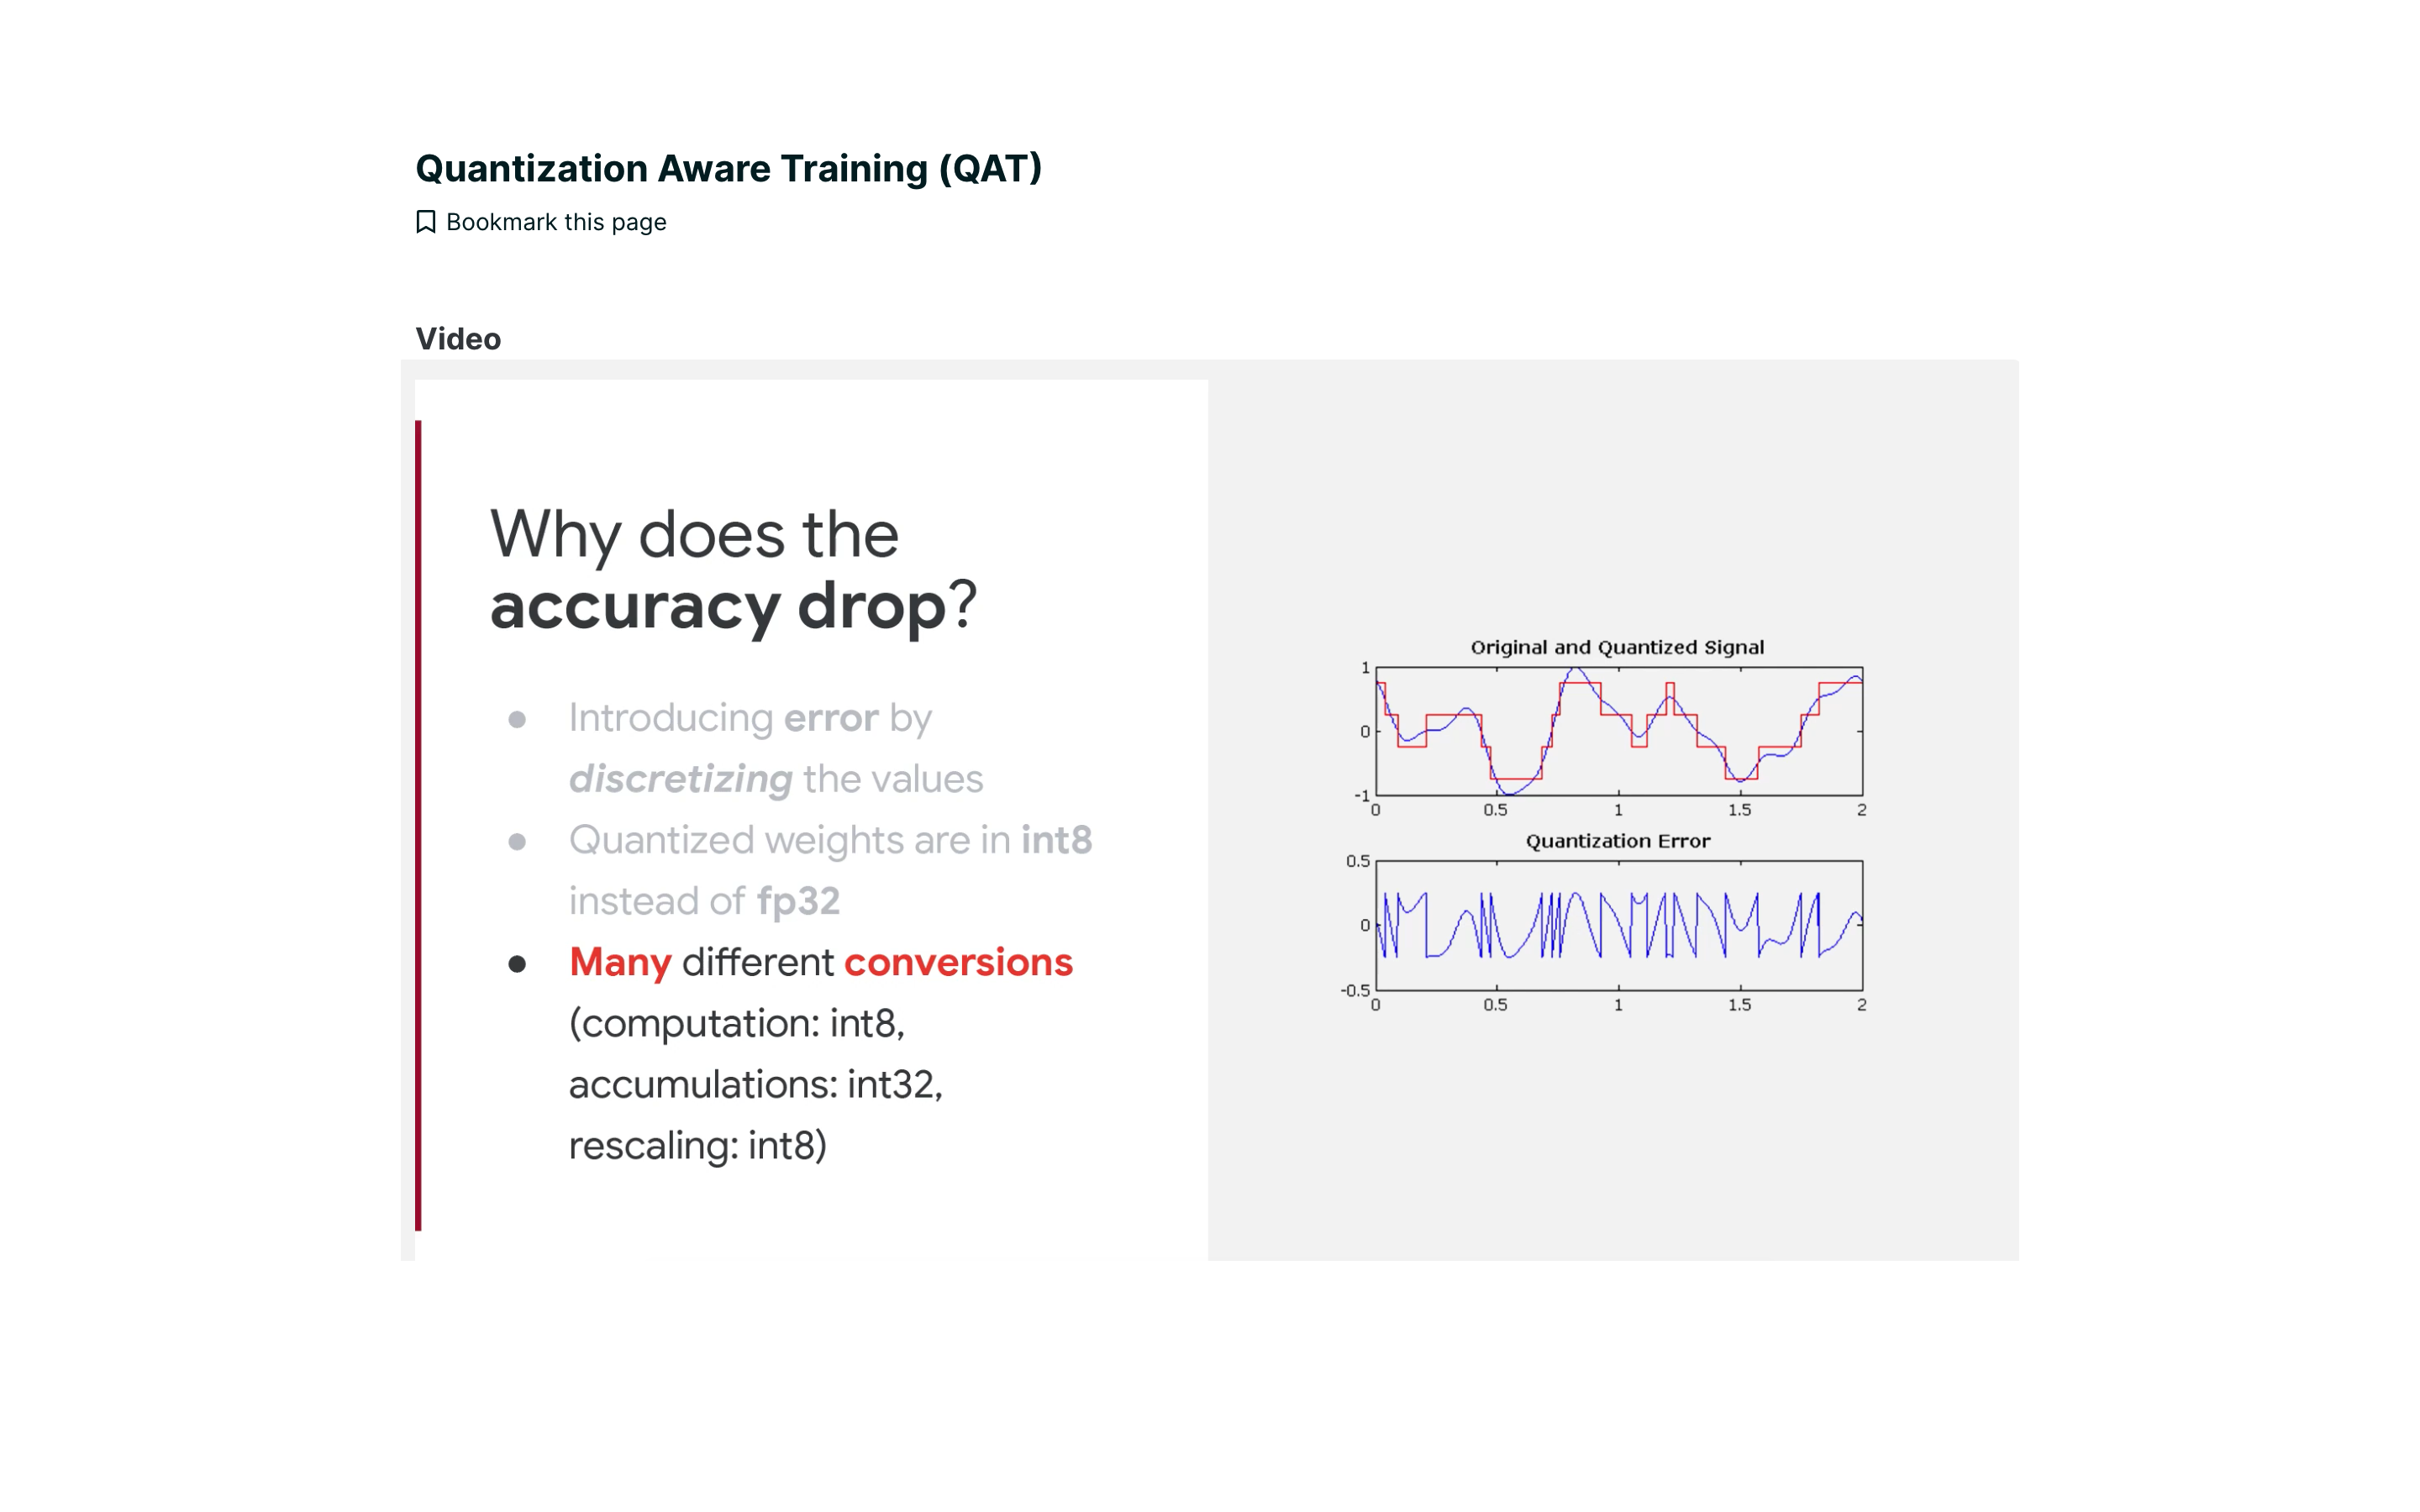 Quantization Aware Training (QAT)
Bookmark this page
Video
Why does the
accuracy drop?
● Introducing error by
discretizing the values
● Quantized weights are in int8
instead of fp32
● Many different conversions
(computation: int8,
accumulations: int32,
rescaling: int8)
Original and Quantized Signal
1
0
-1
0 0.5 1 1.5 2
Quantization Error
0.5
0
-0.5
0 0.5 1 1.5 2